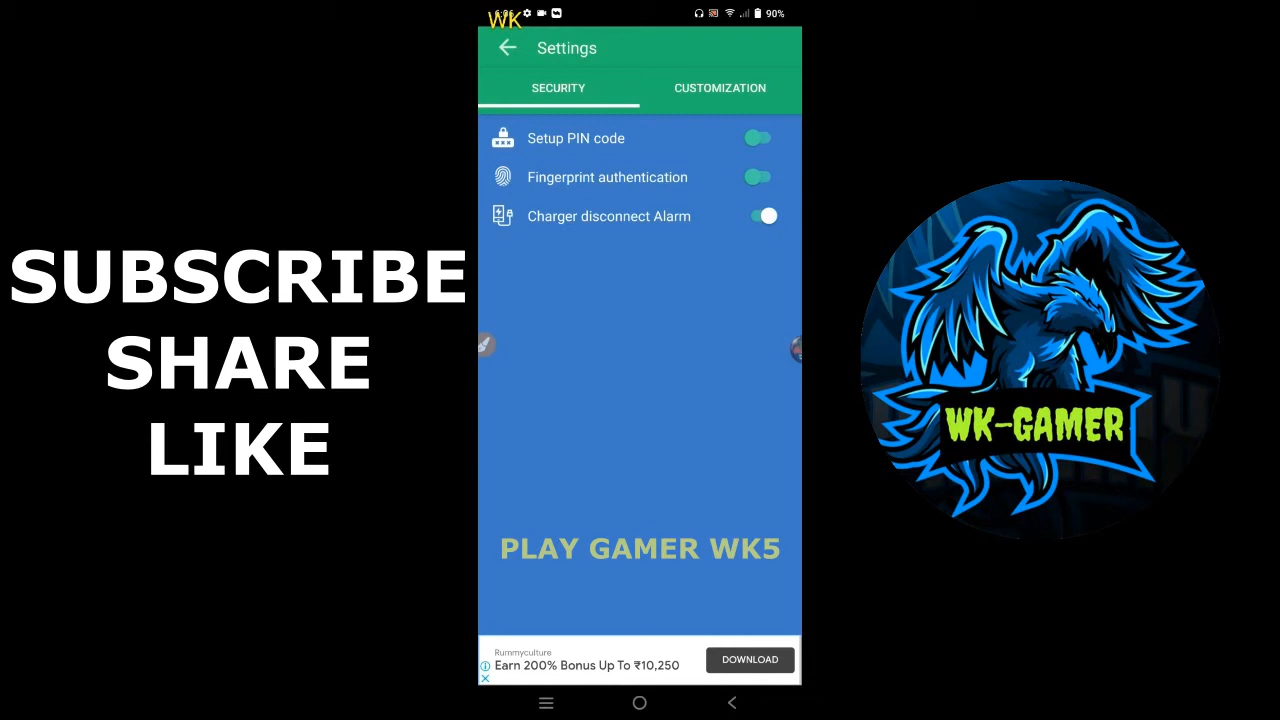 SUBSCRIBE
SHARE
LIKE
WK
90%
Settings
SECURITY
CUSTOMIZATION
Setup PIN code
Fingerprint authentication
Charger disconnect Alarm
PLAY GAMER WK5
Rummyculture
Earn 200% Bonus Up To ₹10,250
DOWNLOAD
WK-GAMER